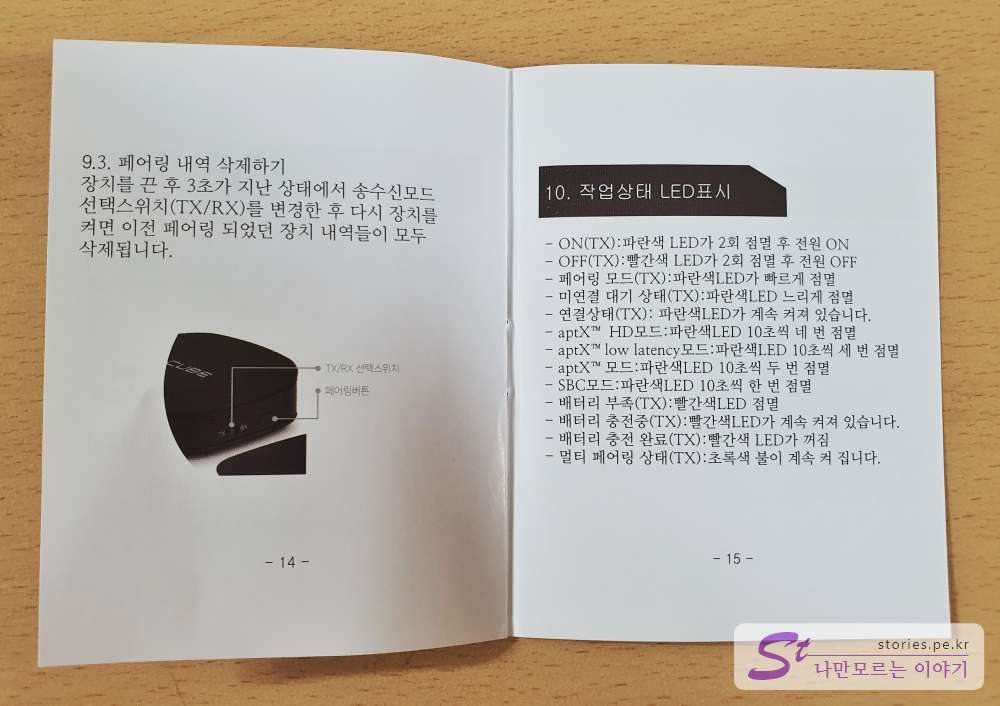 9.3. 페어링 내역 삭제하기
장치를 끈 후 3초가 지난 상태에서 송수신모드
선택스위치(TX/RX)를 변경한 후 다시 장치를
켜면 이전 페어링 되었던 장치 내역들이 모두
삭제됩니다.
CUBE
TX/RX 선택스위치
페어링버튼
TX RX
- 14 -
10. 작업상태 LED표시
- ON(TX):파란색 LED가 2회 점멸 후 전원 ON
- OFF(TX):빨간색 LED가 2회 점멸 후 전원 OFF
- 페어링 모드(TX):파란색LED가 빠르게 점멸
- 미연결 대기 상태(TX):파란색LED 느리게 점멸
- 연결상태(TX): 파란색LED가 계속 켜져 있습니다.
- aptX™ HD모드:파란색LED 10초씩 네 번 점멸
- aptX™ low latency모드:파란색LED 10초씩 세 번 점멸
- aptX™ 모드:파란색LED 10초씩 두 번 점멸
- SBC모드:파란색LED 10초씩 한 번 점멸
- 배터리 부족(TX):빨간색LED 점멸
- 배터리 충전중(TX):빨간색LED가 계속 켜져 있습니다.
- 배터리 충전 완료(TX):빨간색 LED가 꺼짐
- 멀티 페어링 상태(TX):초록색 불이 계속 켜 집니다.
- 15 -
St
stories.pe.kr
나만모르는 이야기